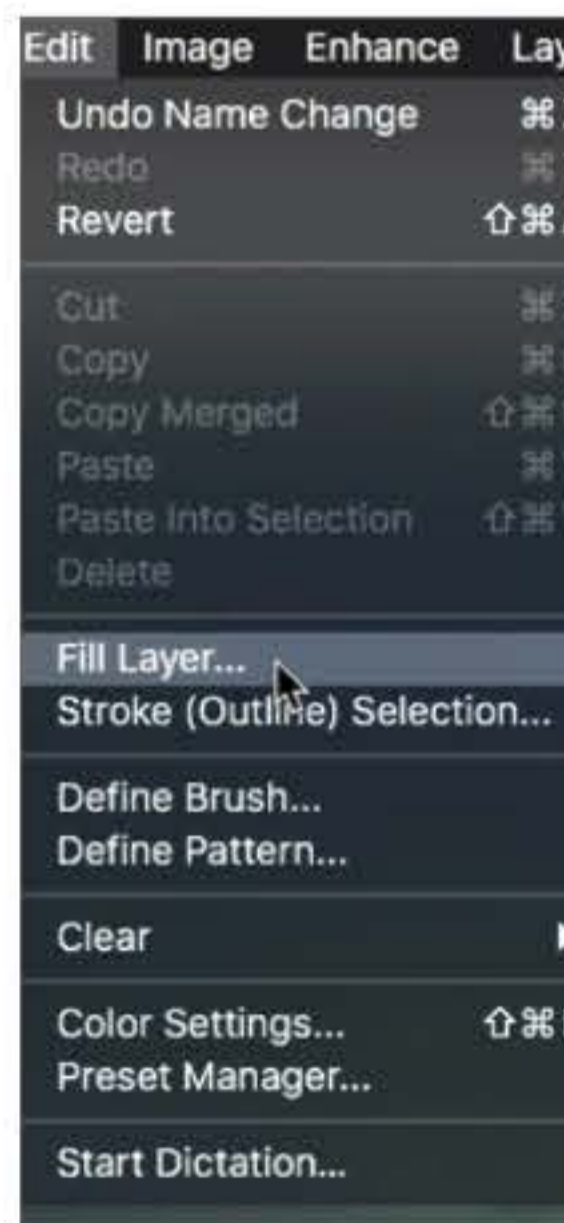 Edit Image Enhance
Undo Name Change ⌘
Redo ⌘
Revert ⇧⌘
Cut ⌘
Copy ⌘
Copy Merged ⇧⌘
Paste ⌘
Paste Into Selection ⇧⌘
Delete
Fill Layer...
Stroke (Outline) Selection...
Define Brush...
Define Pattern...
Clear
Color Settings... ⇧⌘
Preset Manager...
Start Dictation...